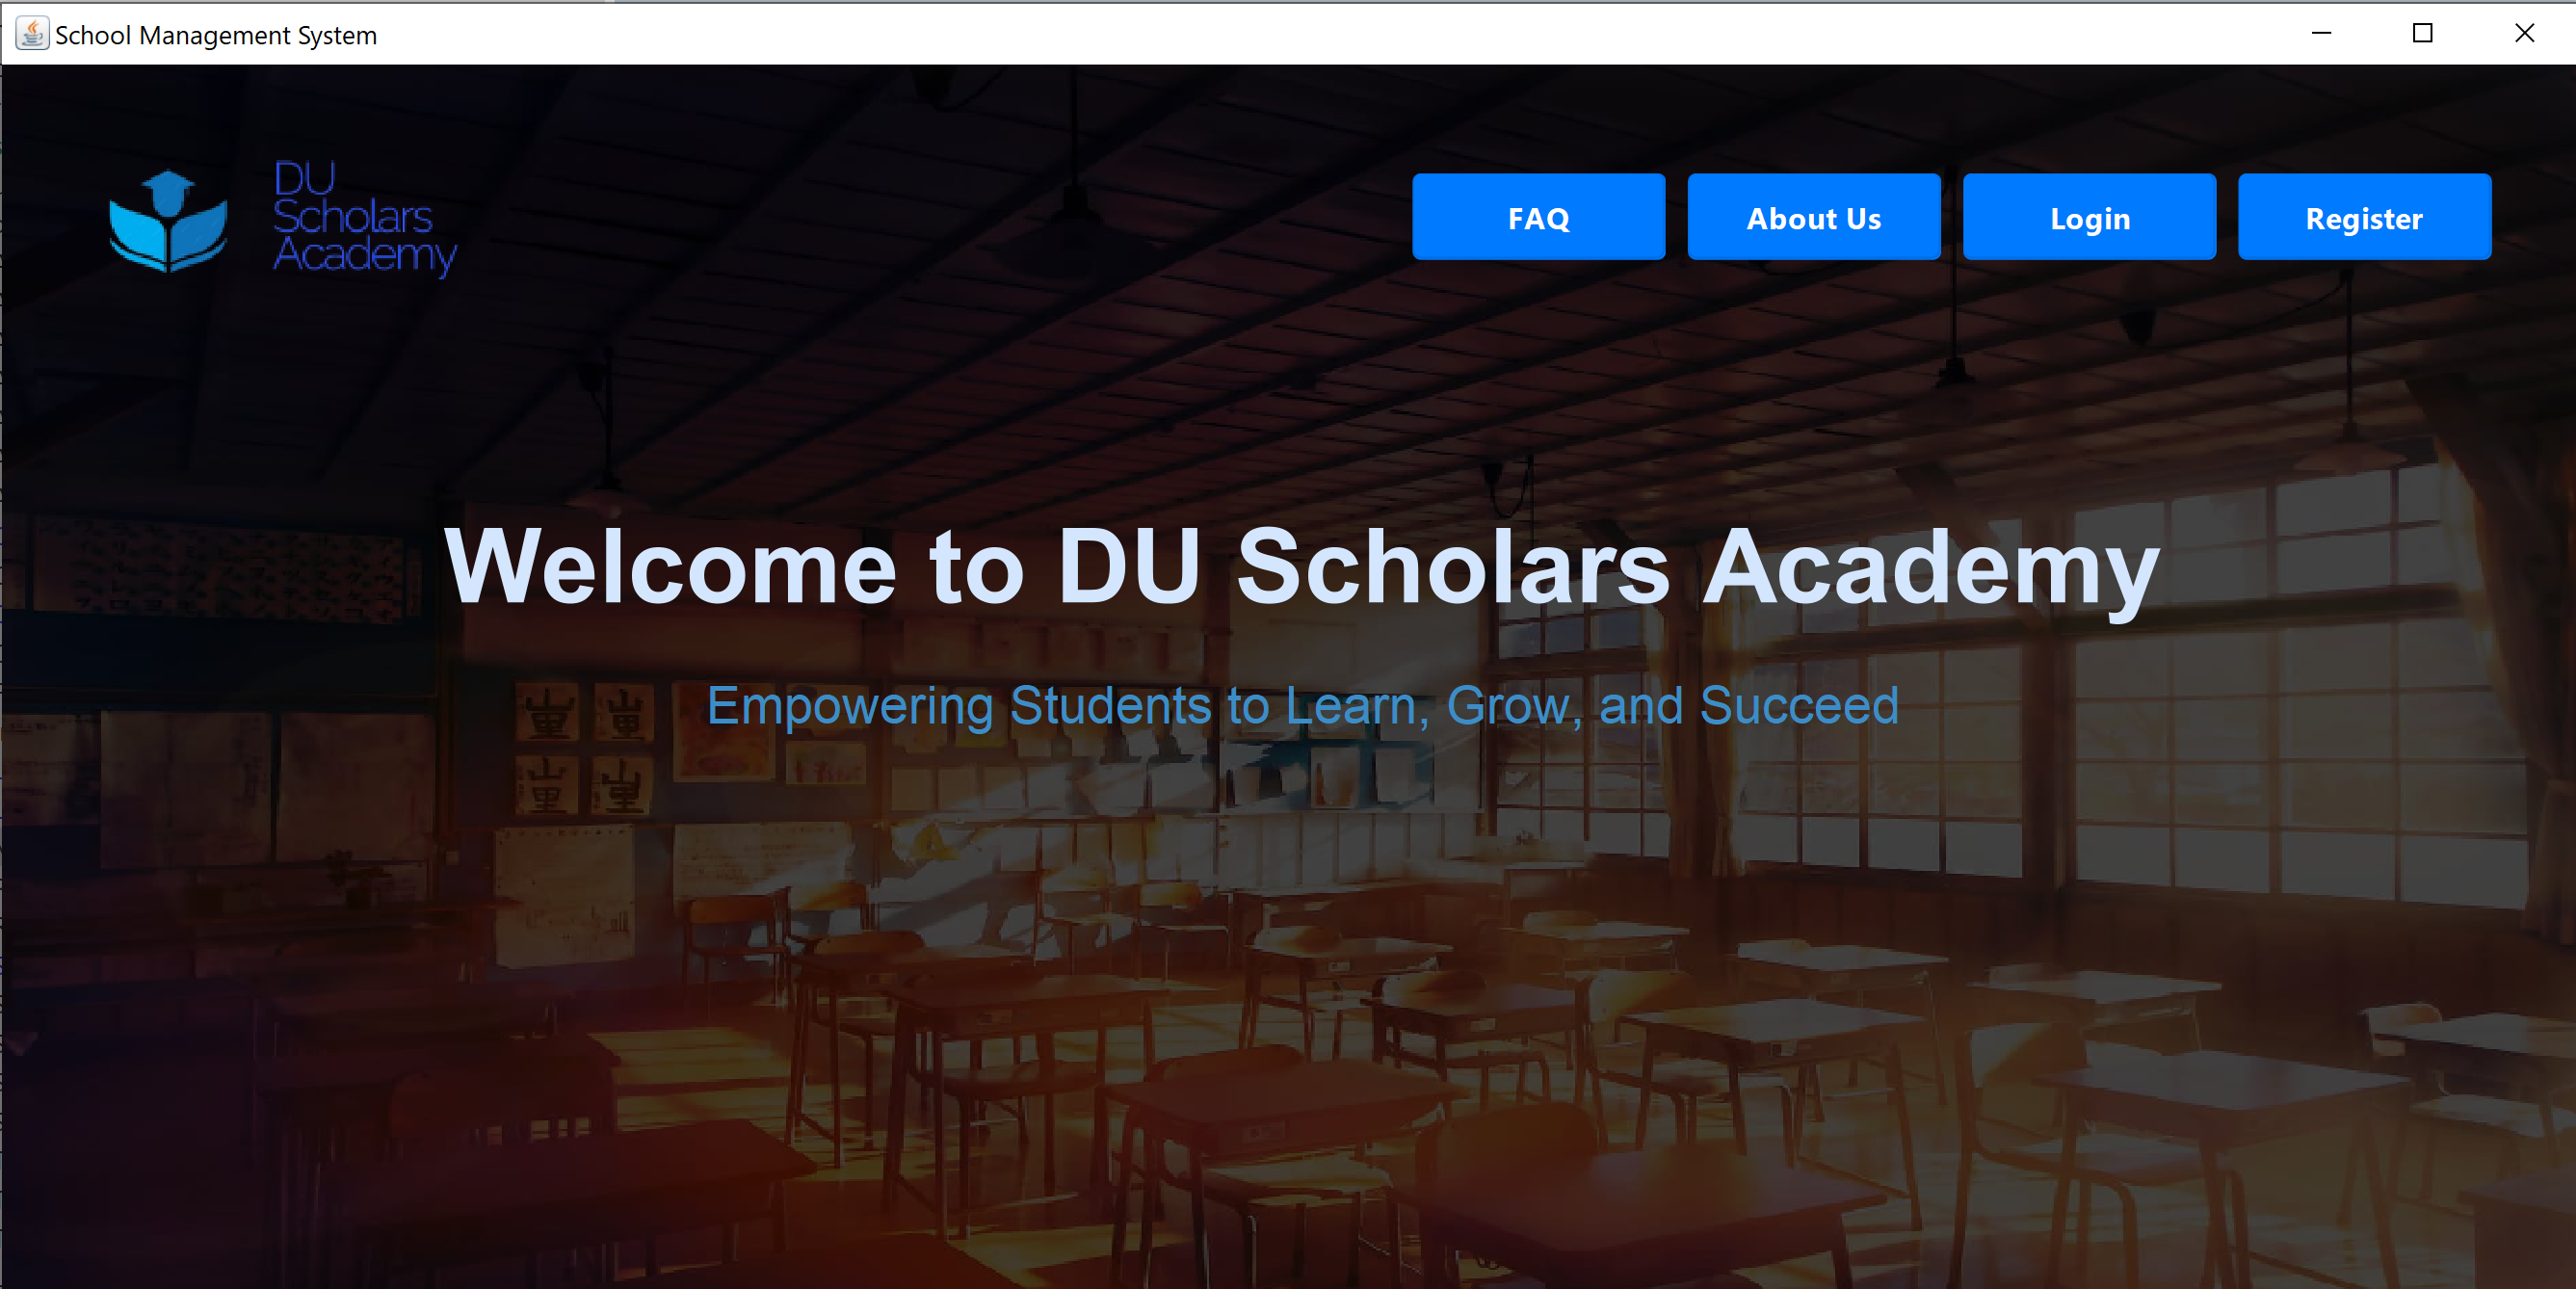 School Management System
DU
Scholars
Academy
FAQ
About Us
Login
Register
Welcome to DU Scholars Academy
Empowering Students to Learn, Grow, and Succeed